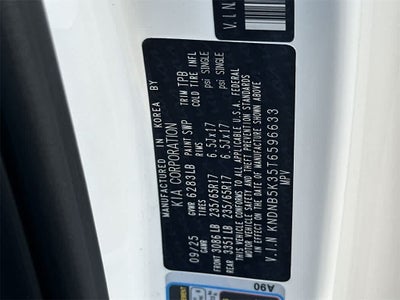 MANUFACTURED IN KOREA BY
KIA CORPORATION
09/25 GVWR 6283LB PAINT SWP TRIM TPB
GAWR TIRES RIMS COLD TIRE INFL
FRONT 3086LB 235/65R17 6.5Jx17 psi SINGLE
REAR 3351LB 235/65R17 6.5Jx17 psi SINGLE
THIS VEHICLE CONFORMS TO ALL APPLICABLE U.S.A. FEDERAL
MOTOR VEHICLE SAFETY AND THEFT PREVENTION STANDARDS
IN EFFECT ON THE DATE OF MANUFACTURE SHOWN ABOVE
V.I.N KNDNB5K35T6596633
MPV
V.I.N
A90